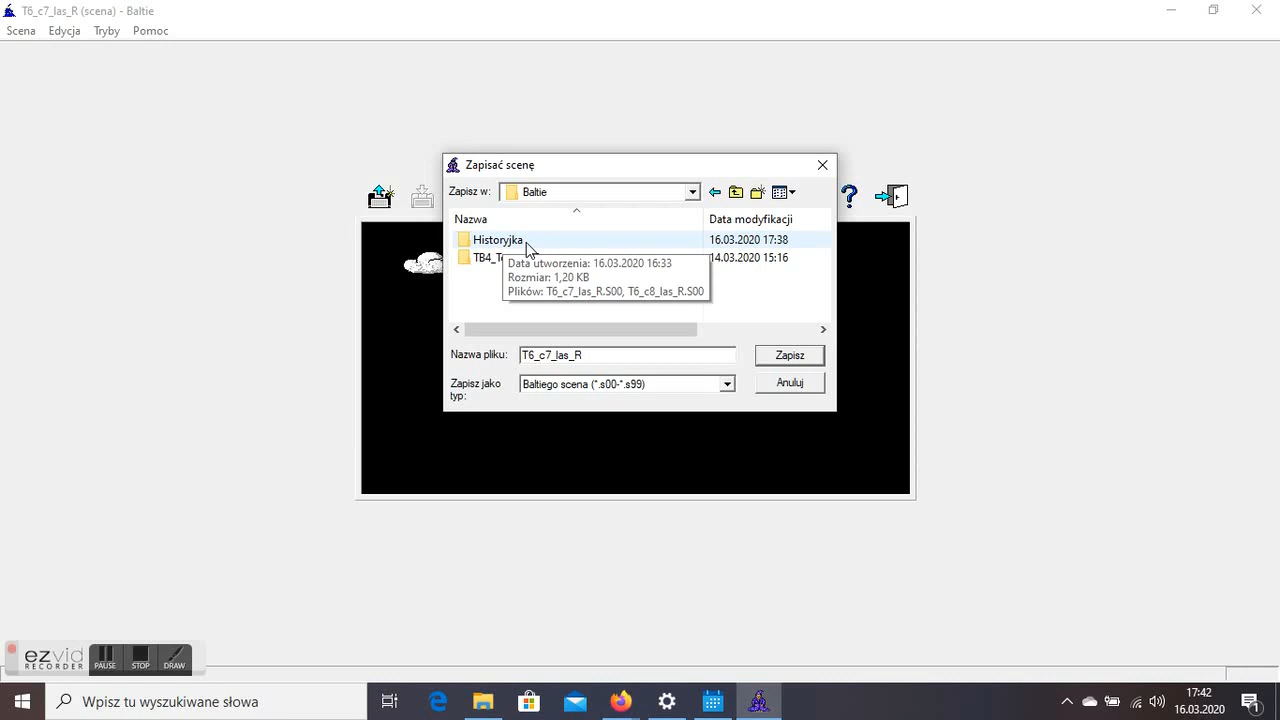 T6_c7_las_R (scena) - Baltie
Scena Edycja Tryby Pomoc
Zapisać scenę
Zapisz w: Baltie
Nazwa Data modyfikacji
Historyjka 16.03.2020 17:38
TB4_T 14.03.2020 15:16
Data utworzenia: 16.03.2020 16:33
Rozmiar: 1,20 KB
Plików: T6_c7_las_R.S00, T6_c8_las_R.S00
Nazwa pliku: T6_c7_las_R Zapisz
Zapisz jako typ: Baltiego scena (*.s00-*.s99) Anuluj
ezvid
RECORDER
PAUSE STOP DRAW
Wpisz tu wyszukiwane słowa
17:42
16.03.2020
1